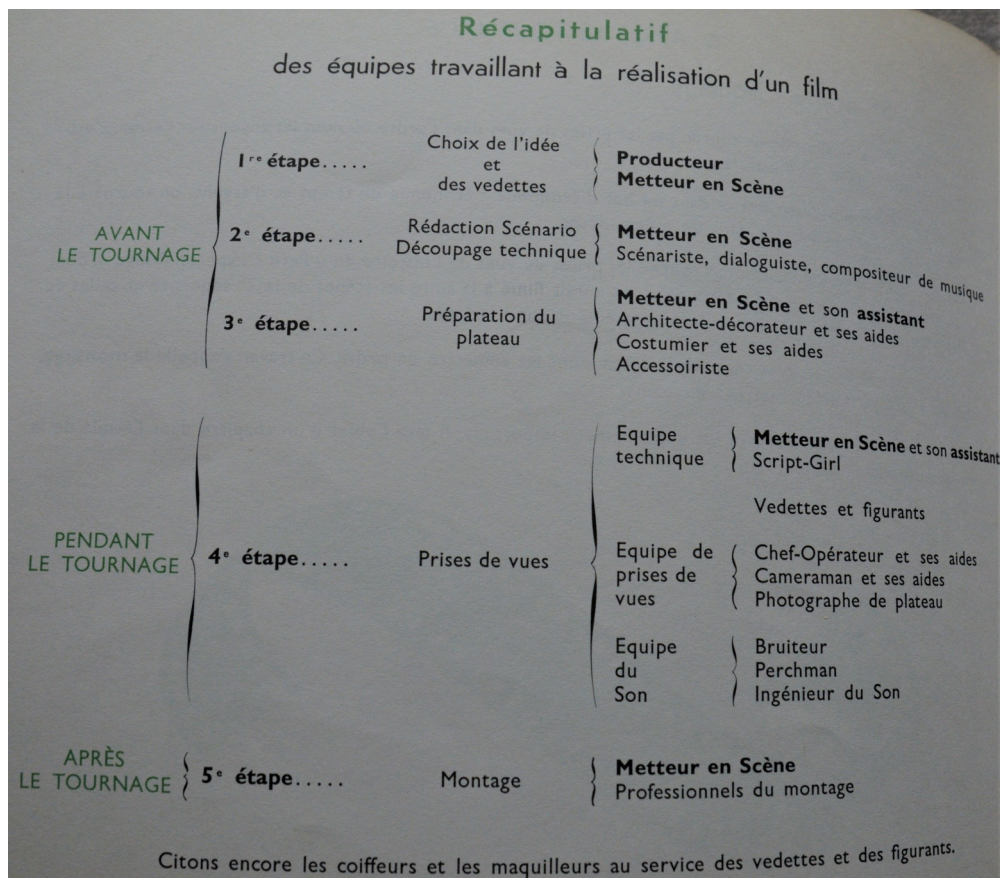 Récapitulatif
des équipes travaillant à la réalisation d'un film
AVANT
LE TOURNAGE
1re étape.....
Choix de l'idée
et
des vedettes
Producteur
Metteur en Scène
2e étape.....
Rédaction Scénario
Découpage technique
Metteur en Scène
Scénariste, dialoguiste, compositeur de musique
3e étape.....
Préparation du
plateau
Metteur en Scène et son assistant
Architecte-décorateur et ses aides
Costumier et ses aides
Accessoiriste
PENDANT
LE TOURNAGE
4e étape.....
Prises de vues
Equipe
technique
Metteur en Scène et son assistant
Script-Girl
Vedettes et figurants
Equipe de
prises de
vues
Chef-Opérateur et ses aides
Cameraman et ses aides
Photographe de plateau
Equipe
du
Son
Bruiteur
Perchman
Ingénieur du Son
APRÈS
LE TOURNAGE
5e étape.....
Montage
Metteur en Scène
Professionnels du montage
Citons encore les coiffeurs et les maquilleurs au service des vedettes et des figurants.